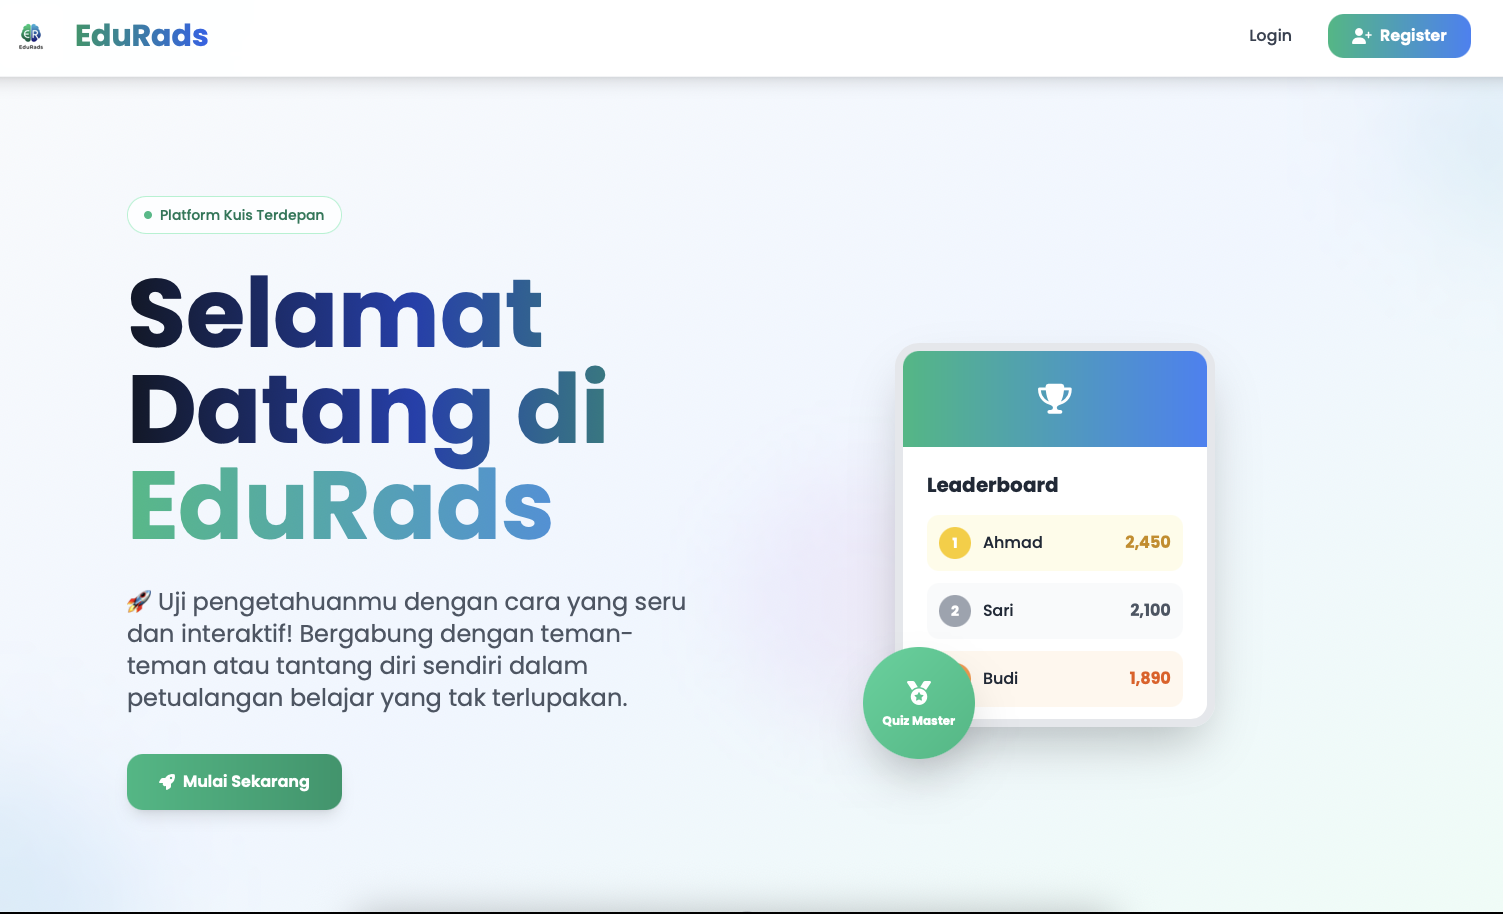 EduRads
EduRads
Login
Register
Platform Kuis Terdepan
Selamat
Datang di
EduRads
🚀 Uji pengetahuanmu dengan cara yang seru
dan interaktif! Bergabung dengan teman-
teman atau tantang diri sendiri dalam
petualangan belajar yang tak terlupakan.
Mulai Sekarang
Leaderboard
1 Ahmad 2,450
2 Sari 2,100
Budi 1,890
Quiz Master